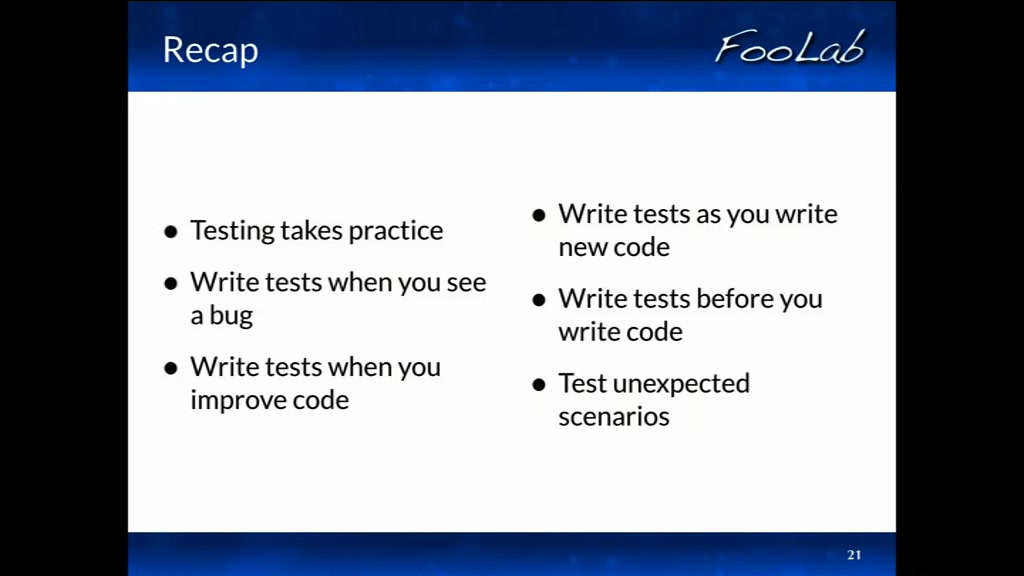 Recap
FooLab
● Testing takes practice
● Write tests when you see
a bug
● Write tests when you
improve code
● Write tests as you write
new code
● Write tests before you
write code
● Test unexpected
scenarios
21